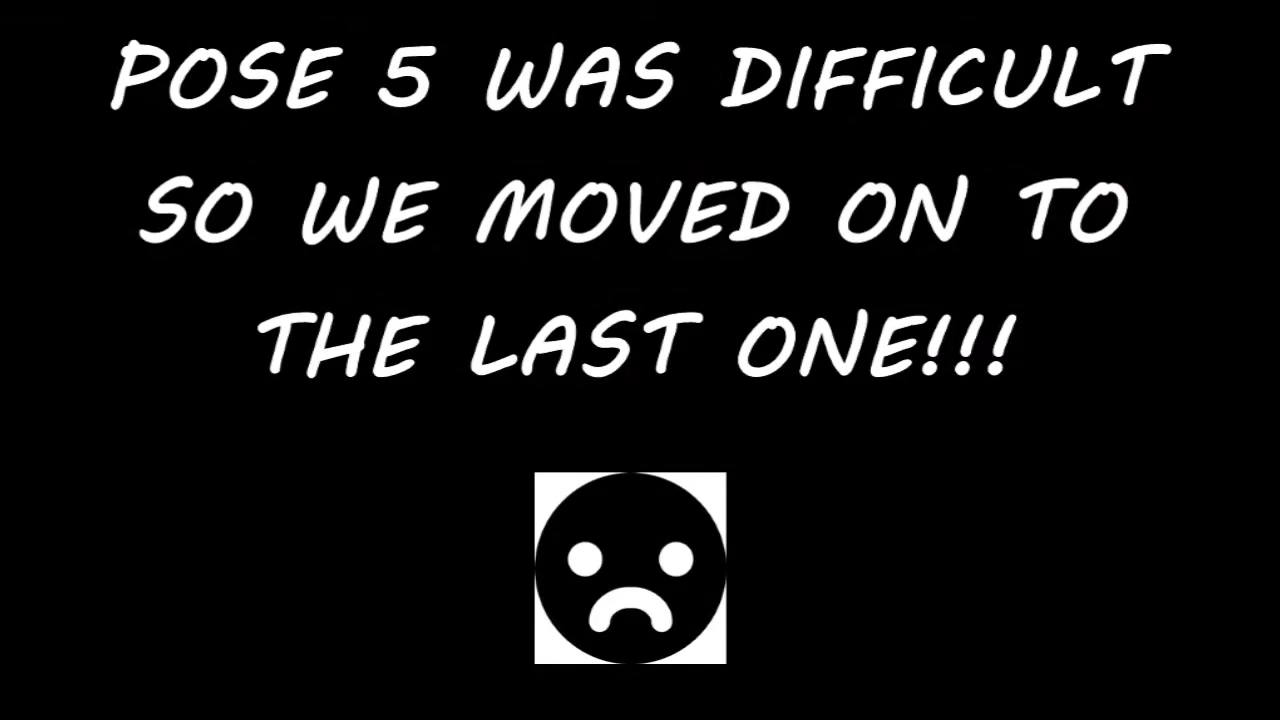 POSE 5 WAS DIFFICULT
SO WE MOVED ON TO
THE LAST ONE!!!